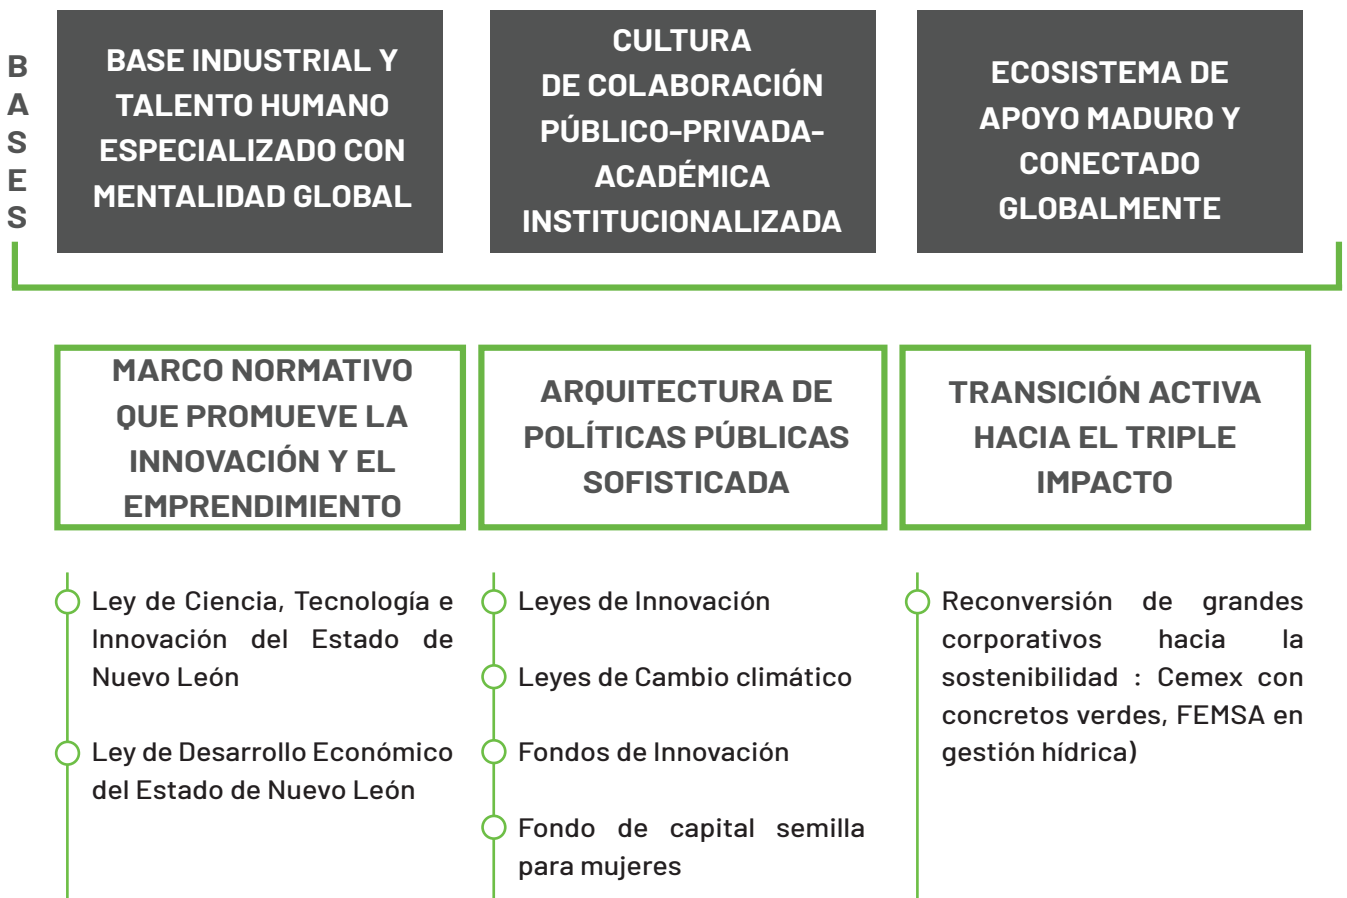 B
A
S
E
S
BASE INDUSTRIAL Y
TALENTO HUMANO
ESPECIALIZADO CON
MENTALIDAD GLOBAL
CULTURA
DE COLABORACIÓN
PÚBLICO-PRIVADA-
ACADÉMICA
INSTITUCIONALIZADA
ECOSISTEMA DE
APOYO MADURO Y
CONECTADO
GLOBALMENTE
MARCO NORMATIVO
QUE PROMUEVE LA
INNOVACIÓN Y EL
EMPRENDIMIENTO
Ley de Ciencia, Tecnología e
Innovación del Estado de
Nuevo León
Ley de Desarrollo Económico
del Estado de Nuevo León
ARQUITECTURA DE
POLÍTICAS PÚBLICAS
SOFISTICADA
Leyes de Innovación
Leyes de Cambio climático
Fondos de Innovación
Fondo de capital semilla
para mujeres
TRANSICIÓN ACTIVA
HACIA EL TRIPLE
IMPACTO
Reconversión de grandes
corporativos hacia la
sostenibilidad : Cemex con
concretos verdes, FEMSA en
gestión hídrica)